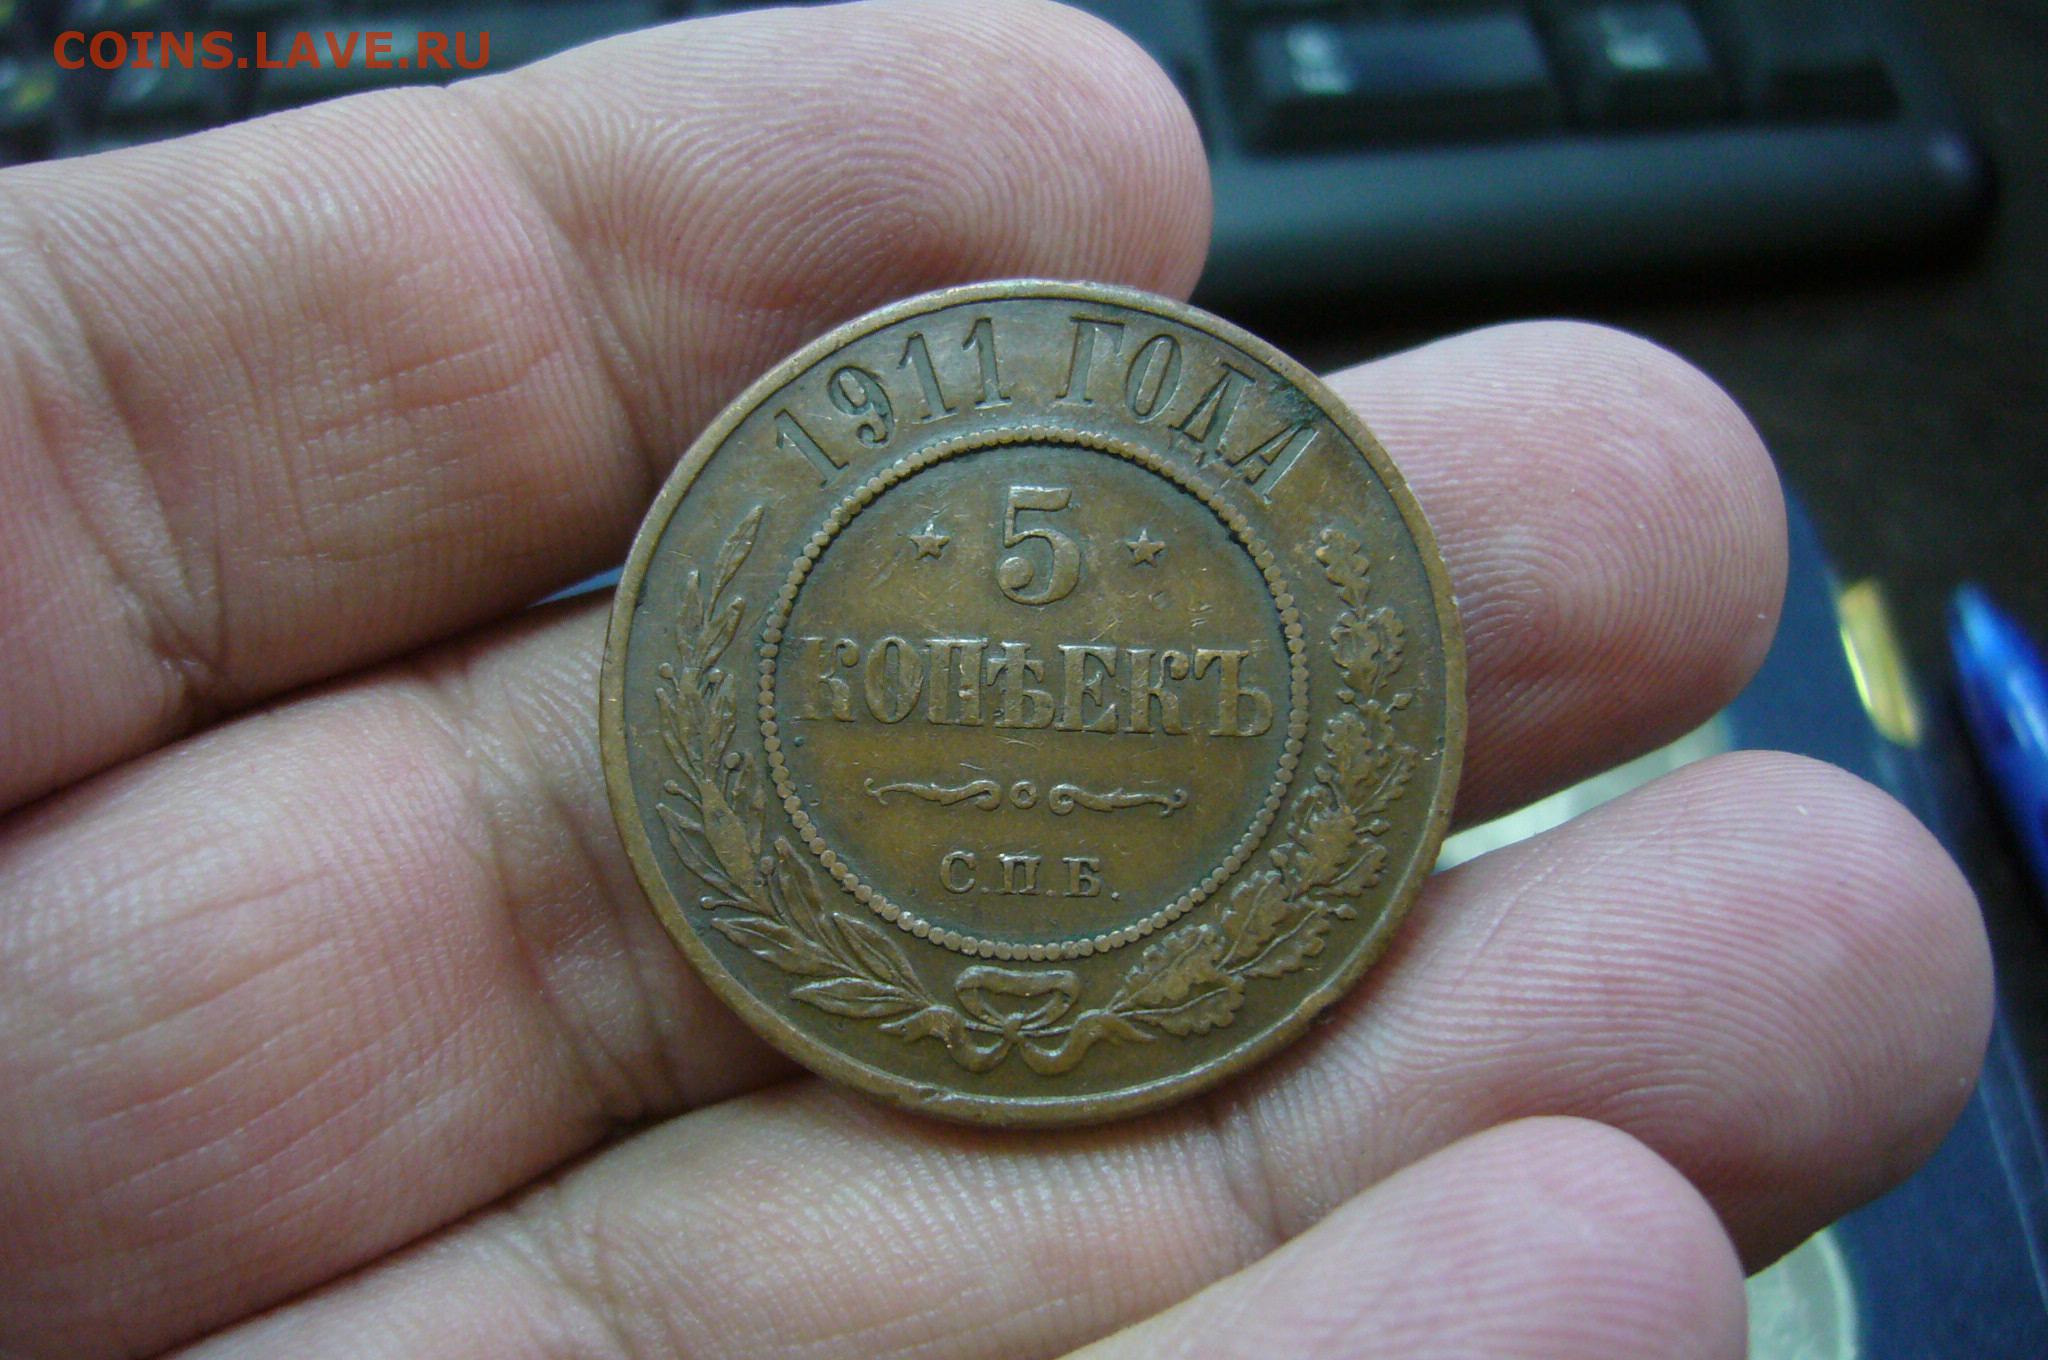 COINS.LAVE.RU
1911 ГОДА
5
КОПѢЕКЪ
С.П.Б.